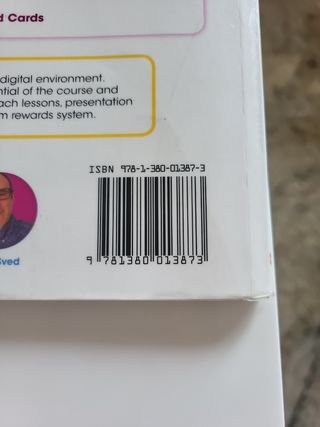 d Cards
digital environment.
ntial of the course and
ach lessons, presentation
m rewards system.
ISBN 978-1-380-01387-3
9 781380 013873
Sved